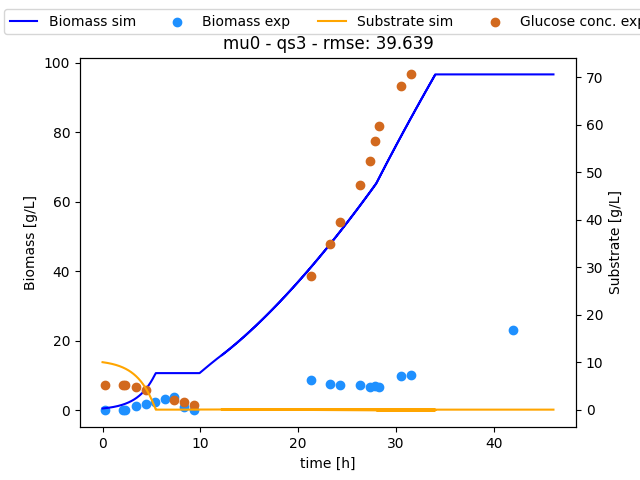 Biomass sim Biomass exp Substrate sim Glucose conc. exp
mu0 - qs3 - rmse: 39.639
100
80
60
40
20
0
Biomass [g/L]
70
60
50
40
30
20
10
0
Substrate [g/L]
0 10 20 30 40
time [h]